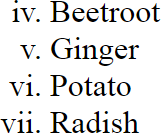 iv. Beetroot
v. Ginger
vi. Potato
vii. Radish